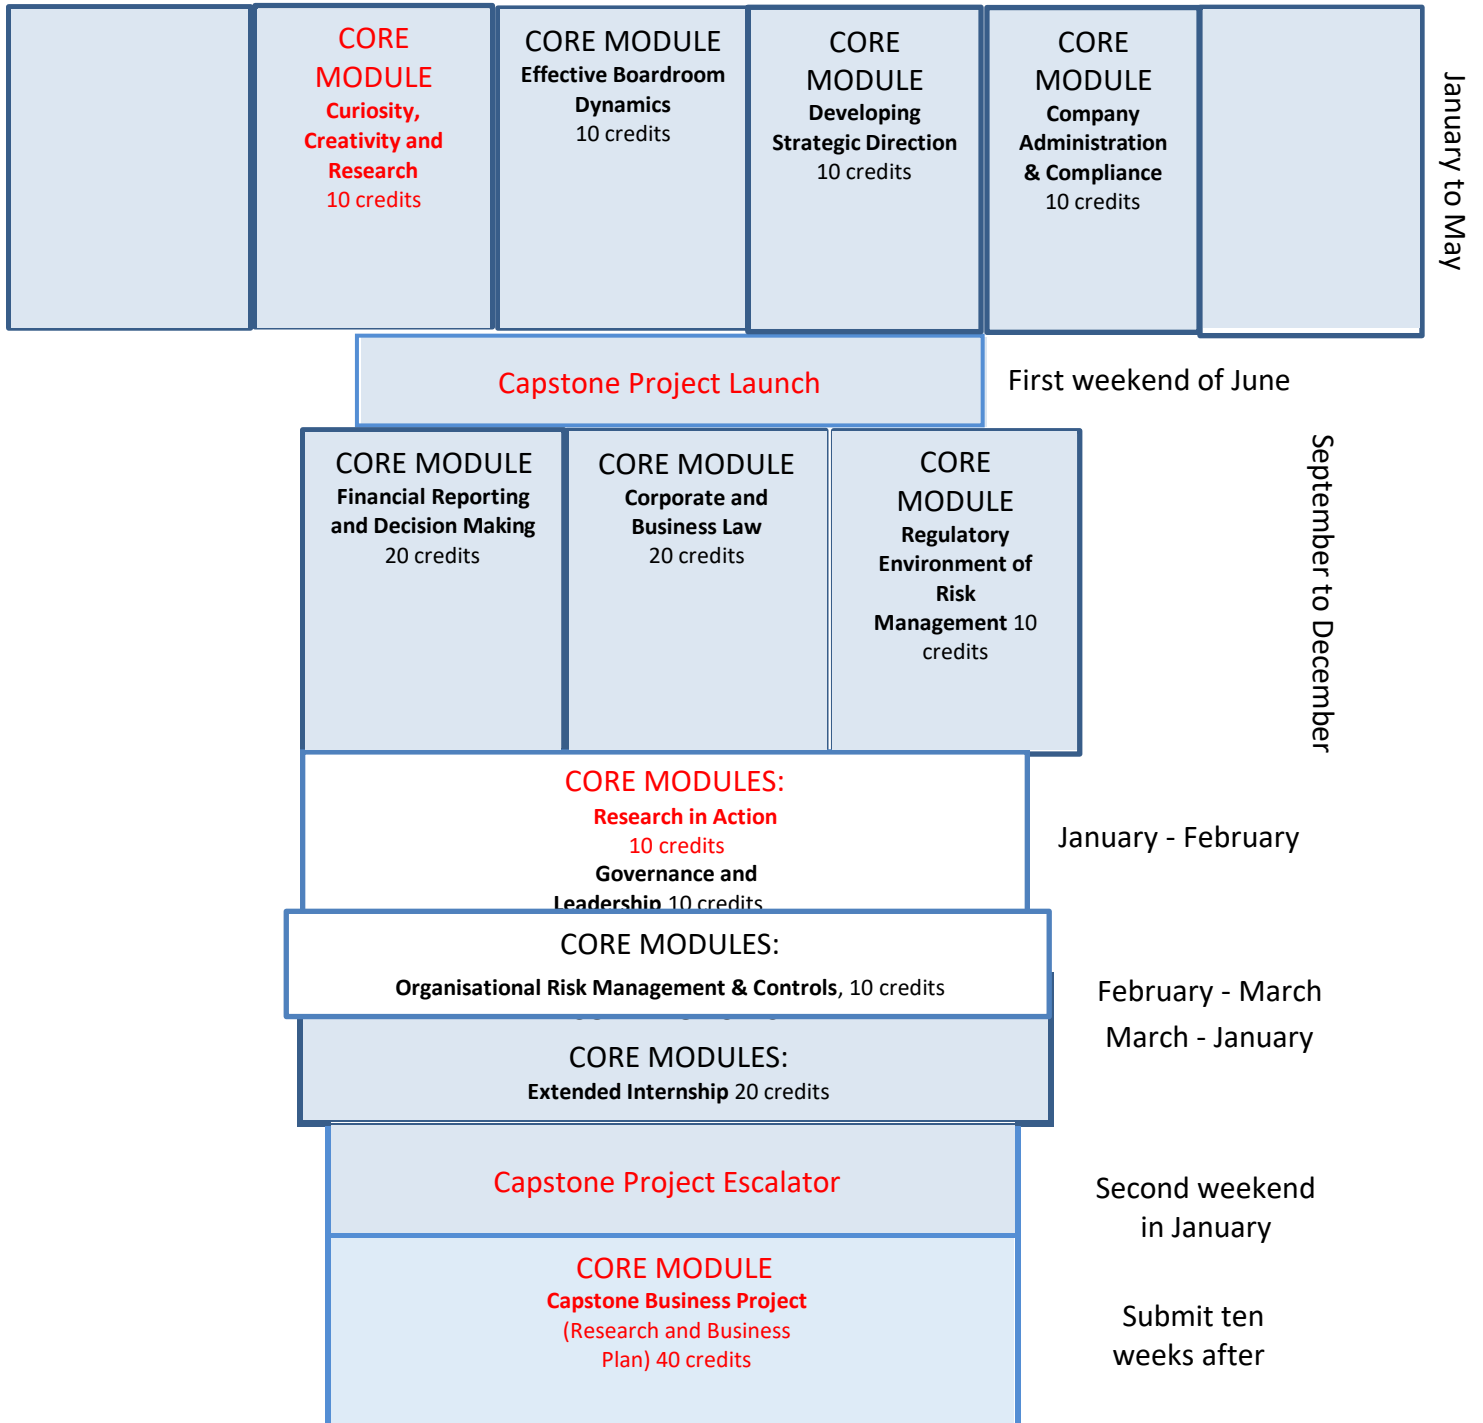 CORE
MODULE
Curiosity,
Creativity and
Research
10 credits
CORE MODULE
Effective Boardroom
Dynamics
10 credits
CORE
MODULE
Developing
Strategic Direction
10 credits
CORE
MODULE
Company
Administration
& Compliance
10 credits
January to May
Capstone Project Launch
First weekend of June
CORE MODULE
Financial Reporting
and Decision Making
20 credits
CORE MODULE
Corporate and
Business Law
20 credits
CORE
MODULE
Regulatory
Environment of
Risk
Management 10
credits
September to December
CORE MODULES:
Research in Action
10 credits
Governance and
Leadership 10 credits
January - February
CORE MODULES:
Organisational Risk Management & Controls, 10 credits
February - March
March - January
CORE MODULES:
Extended Internship 20 credits
Capstone Project Escalator
Second weekend
in January
CORE MODULE
Capstone Business Project
(Research and Business
Plan) 40 credits
Submit ten
weeks after